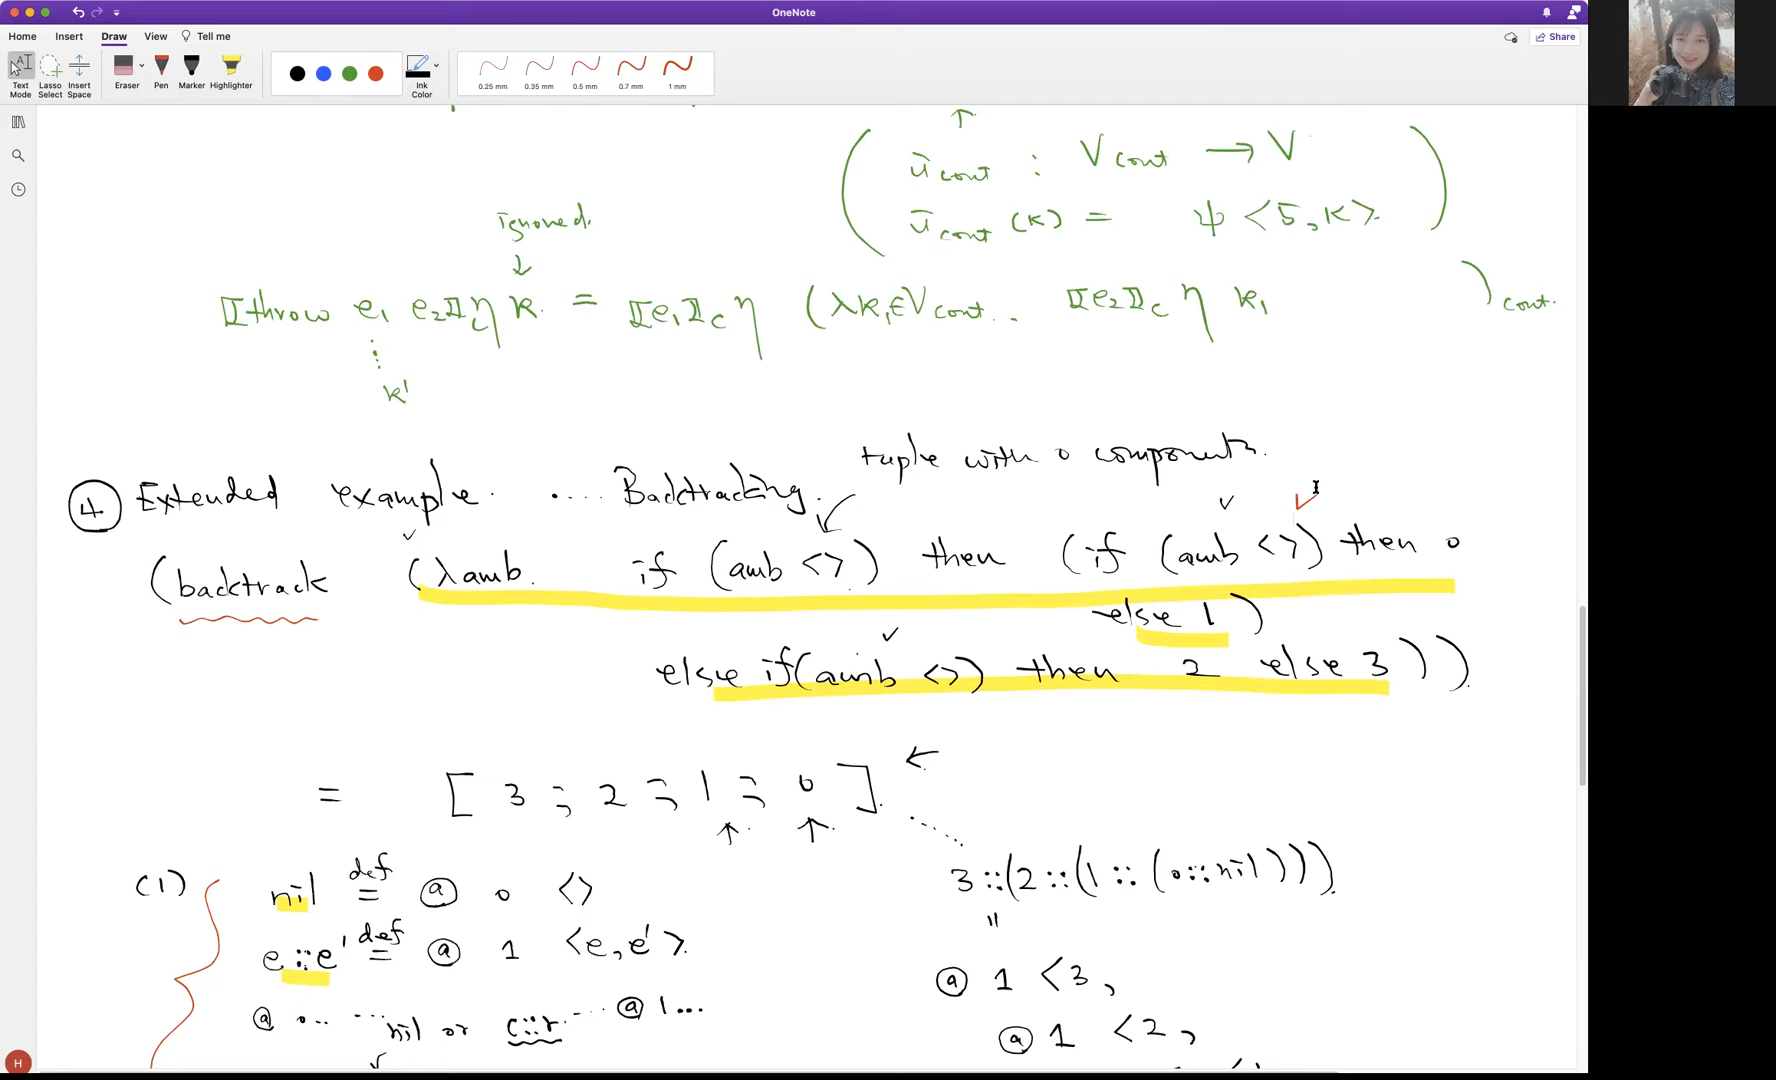 OneNote
Home Insert Draw View Tell me
Share
Text Mode
Lasso Select
Insert Space
Eraser
Pen
Marker
Highlighter
Ink Color
0.25 mm 0.35 mm 0.5 mm 0.7 mm 1 mm
↑
ū cont : V cont → V
ū cont (κ) = ψ <5, κ>
ignored.
↓
⟦throw e₁ e₂⟧c η κ = ⟦e₁⟧c η (λκ₁∈Vcont. ⟦e₂⟧c η κ₁ )cont.
κ'
tuple with 0 components.
④ Extended example .... Backtracking.
(backtrack (λamb. if (amb <>) then (if (amb <>) then 0
else 1)
else if (amb <>) then 2 else 3)))
= [3 ; 2 ; 1 ; 0]. ←
↑ ↑
3::(2::(1::(0::nil))).
(1) nil def= @ 0 <>
"
e::e' def= @ 1 <e, e'>.
@ 1 <3,
@ 0.. ... nil or c::r ... @ 1...
@ 1 <2,
H